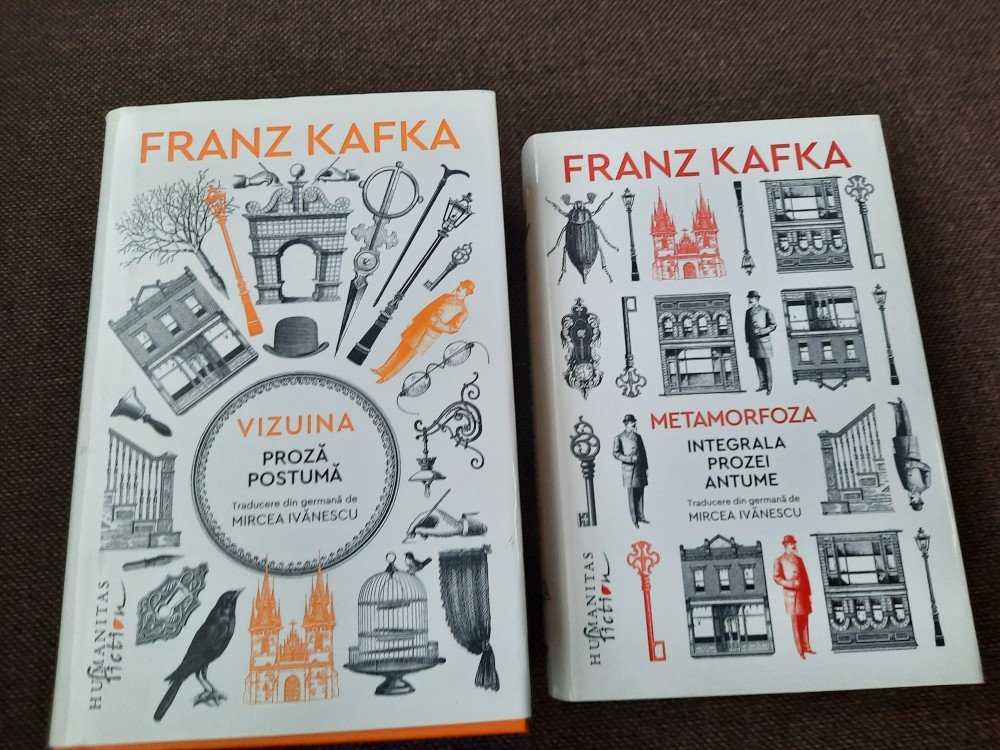 FRANZ KAFKA
VIZUINA
PROZĂ
POSTUMĂ
Traducere din germană de
MIRCEA IVĂNESCU
HUMANITAS
fiction
FRANZ KAFKA
METAMORFOZA
INTEGRALA
PROZEI
ANTUME
Traducere din germană de
MIRCEA IVĂNESCU
HUMANITAS
fiction